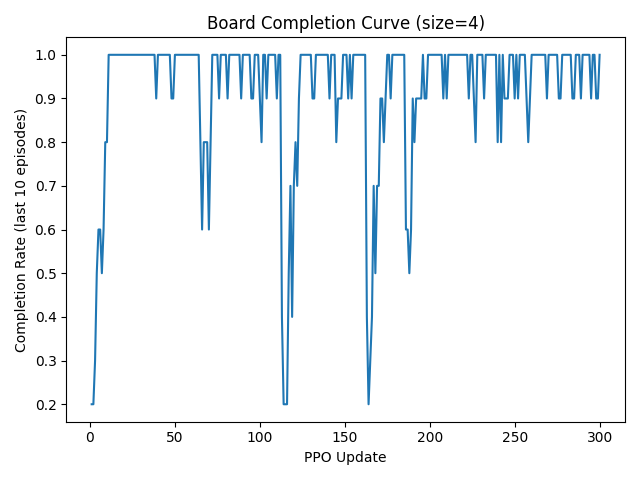 Board Completion Curve (size=4)
Completion Rate (last 10 episodes)
1.0
0.9
0.8
0.7
0.6
0.5
0.4
0.3
0.2
0 50 100 150 200 250 300
PPO Update